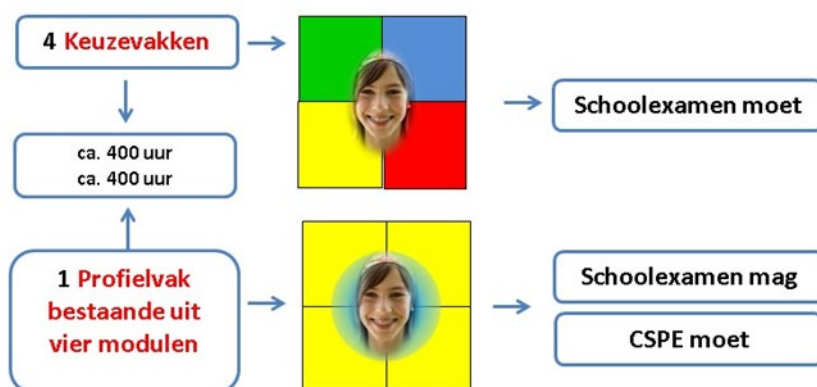 4 Keuzevakken
Schoolexamen moet
ca. 400 uur
ca. 400 uur
1 Profielvak
bestaande uit
vier modulen
Schoolexamen mag
CSPE moet